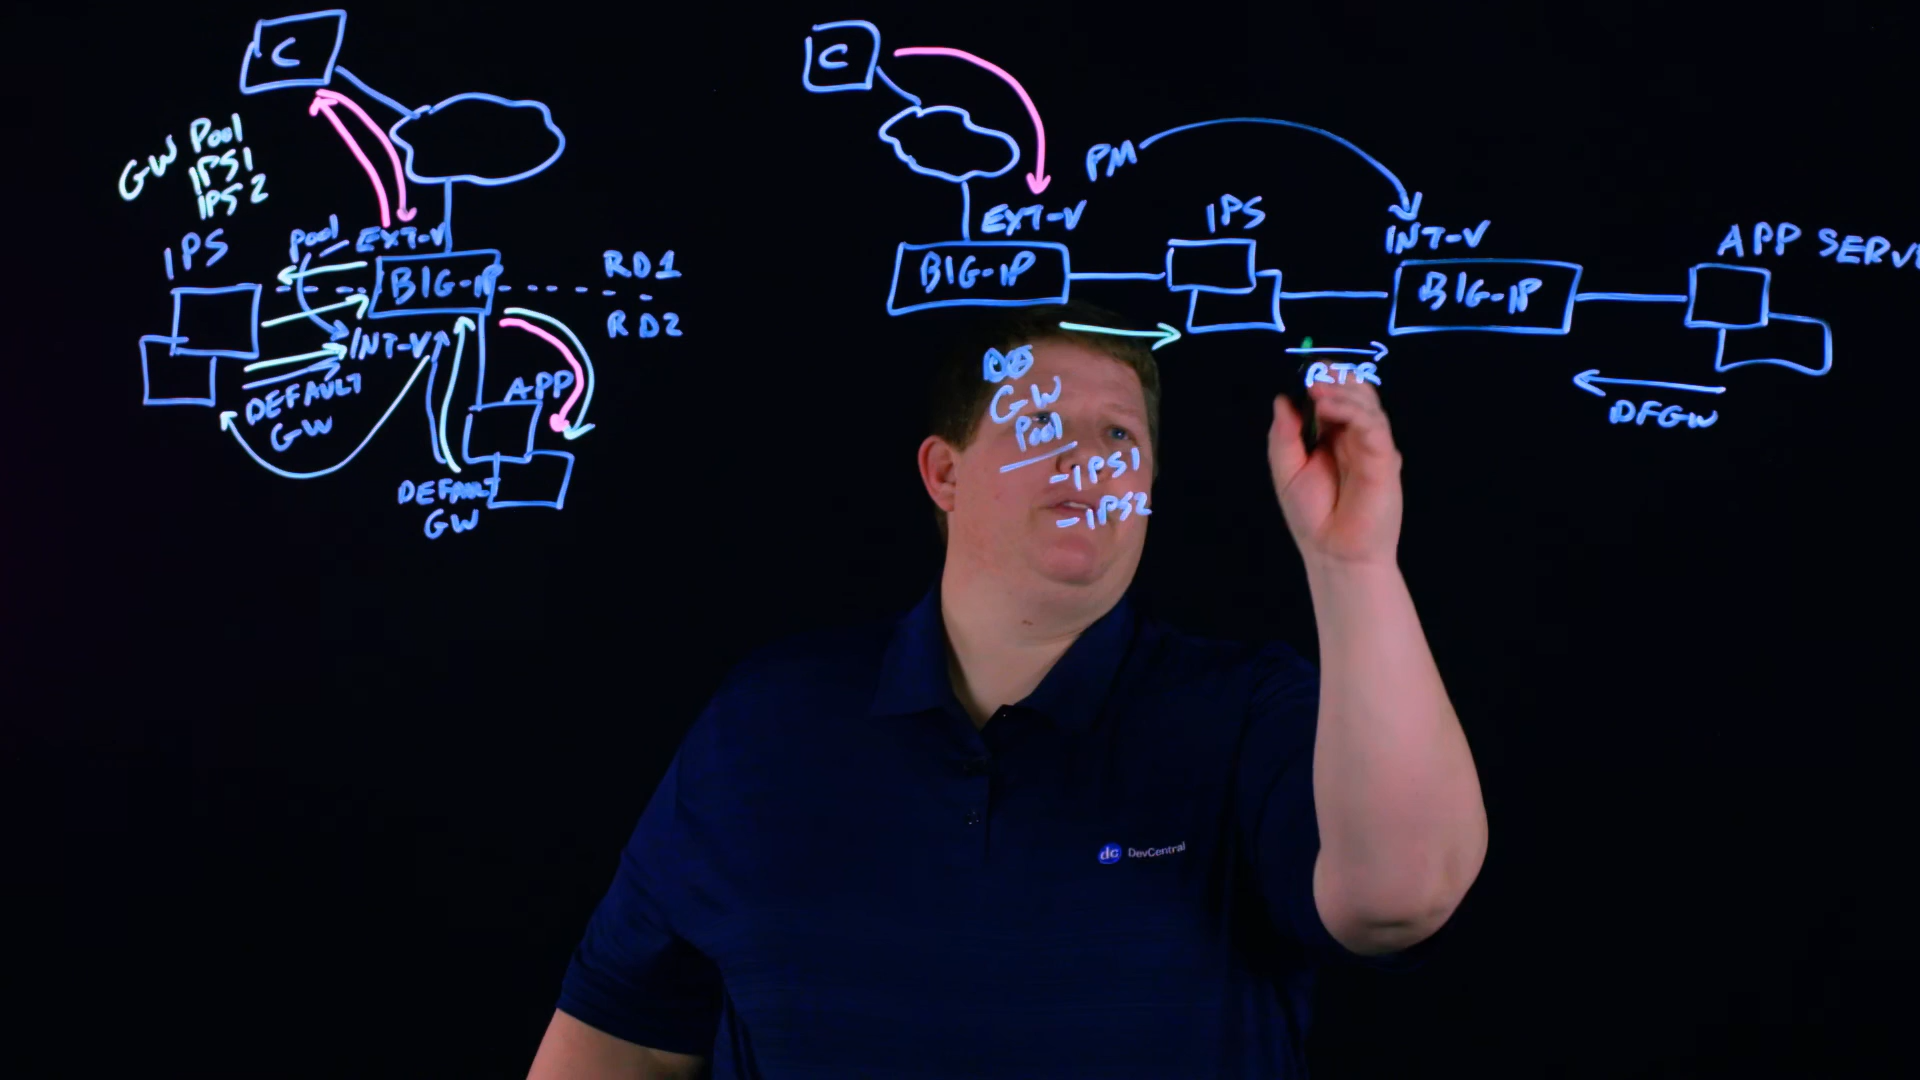 C
GW Pool
IPS1
IPS2
IPS
Pool
EXT-V
BIG-IP
RD1
RD2
INT-V
DEFAULT
GW
APP
DEFAULT
GW
C
PM
EXT-V
BIG-IP
IPS
INT-V
BIG-IP
APP SERV
RTR
DFGW
GW
Pool
-IPS1
-IPS2
dc DevCentral